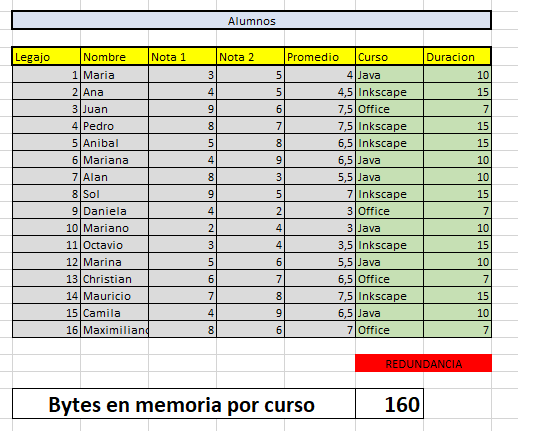 Alumnos
Legajo Nombre Nota 1 Nota 2 Promedio Curso Duracion
1 Maria 3 5 4 Java 10
2 Ana 4 5 4,5 Inkscape 15
3 Juan 9 6 7,5 Office 7
4 Pedro 8 7 7,5 Inkscape 15
5 Anibal 5 8 6,5 Inkscape 15
6 Mariana 4 9 6,5 Java 10
7 Alan 8 3 5,5 Java 10
8 Sol 9 5 7 Inkscape 15
9 Daniela 4 2 3 Office 7
10 Mariano 2 4 3 Java 10
11 Octavio 3 4 3,5 Inkscape 15
12 Marina 5 6 5,5 Java 10
13 Christian 6 7 6,5 Office 7
14 Mauricio 7 8 7,5 Inkscape 15
15 Camila 4 9 6,5 Java 10
16 Maximiliano 8 6 7 Office 7
REDUNDANCIA
Bytes en memoria por curso 160